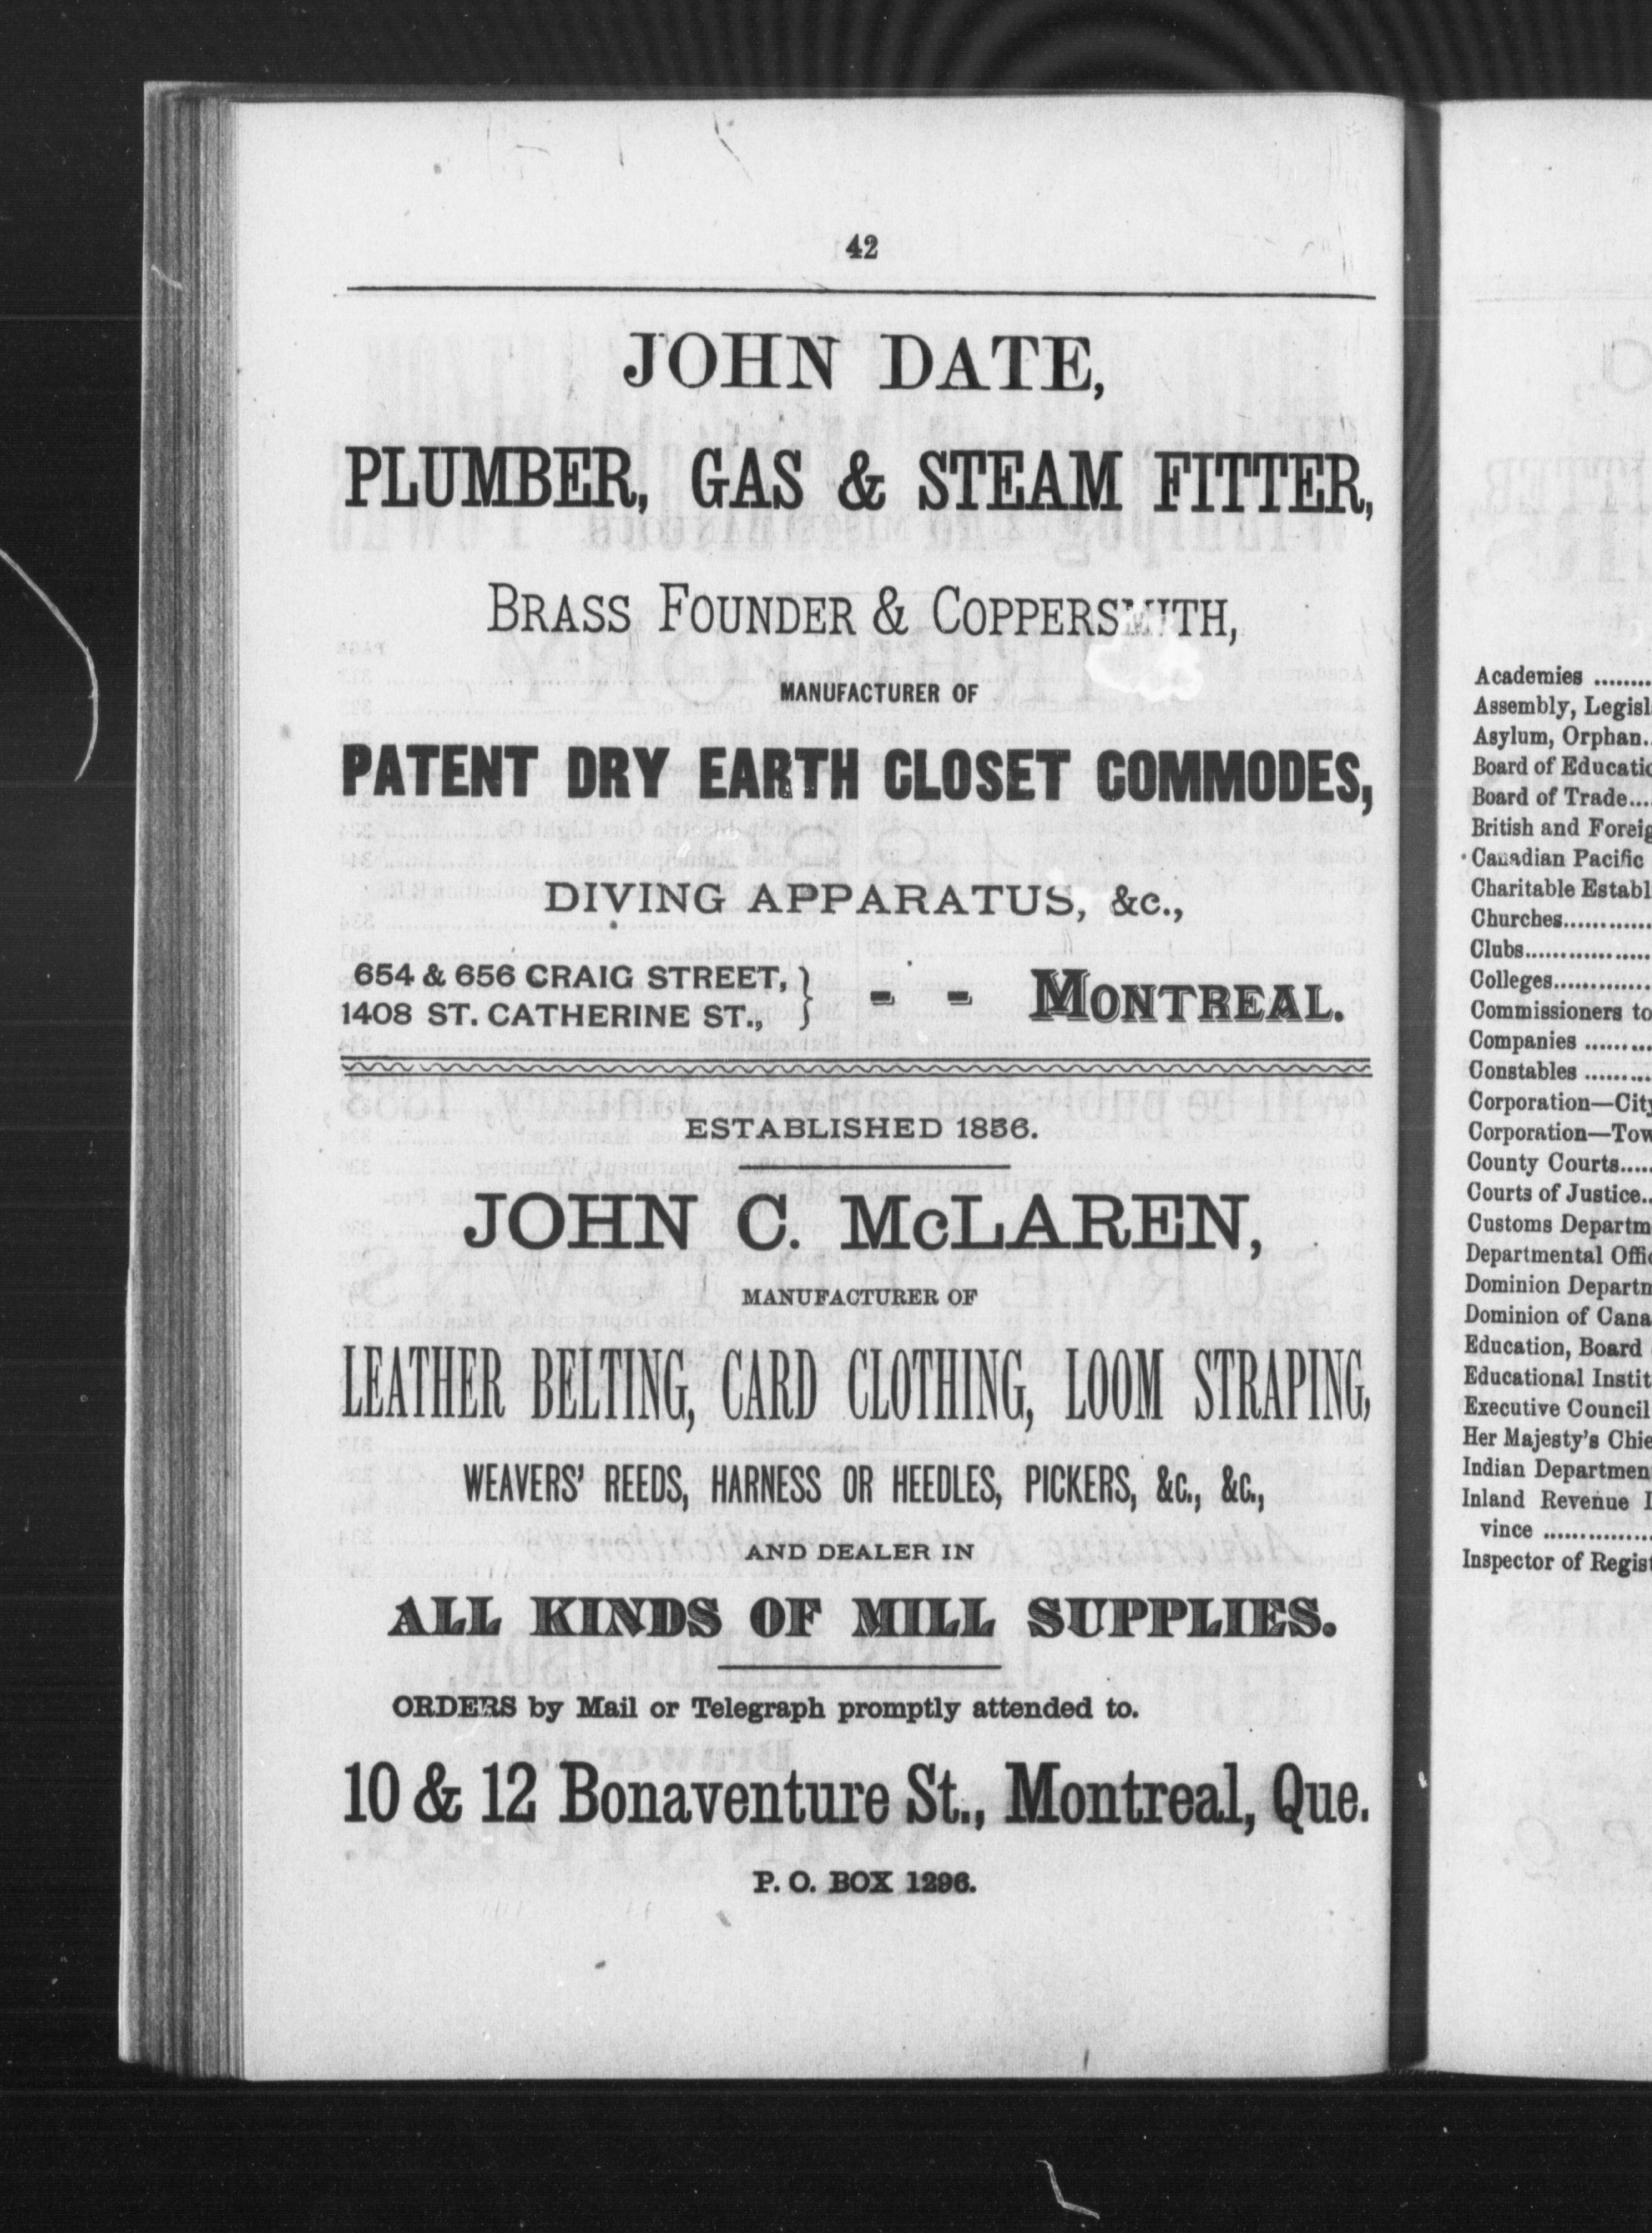 42
JOHN DATE,
PLUMBER, GAS & STEAM FITTER,
BRASS FOUNDER & COPPERSMITH,
MANUFACTURER OF
PATENT DRY EARTH CLOSET COMMODES,
DIVING APPARATUS, &c.,
654 & 656 CRAIG STREET,
1408 ST. CATHERINE ST., } - - MONTREAL.
ESTABLISHED 1856.
JOHN C. McLAREN,
MANUFACTURER OF
LEATHER BELTING, CARD CLOTHING, LOOM STRAPING,
WEAVERS' REEDS, HARNESS OR HEEDLES, PICKERS, &c., &c.,
AND DEALER IN
ALL KINDS OF MILL SUPPLIES.
ORDERS by Mail or Telegraph promptly attended to.
10 & 12 Bonaventure St., Montreal, Que.
P. O. BOX 1296.
Academies
Assembly, Legisl
Asylum, Orphan
Board of Educatio
Board of Trade
British and Foreig
Canadian Pacific
Charitable Establ
Churches
Clubs
Colleges
Commissioners to
Companies
Constables
Corporation—City
Corporation—Tow
County Courts
Courts of Justice
Customs Departm
Departmental Offic
Dominion Departm
Dominion of Cana
Education, Board
Educational Instit
Executive Council
Her Majesty's Chie
Indian Departmen
Inland Revenue
vince
Inspector of Regist